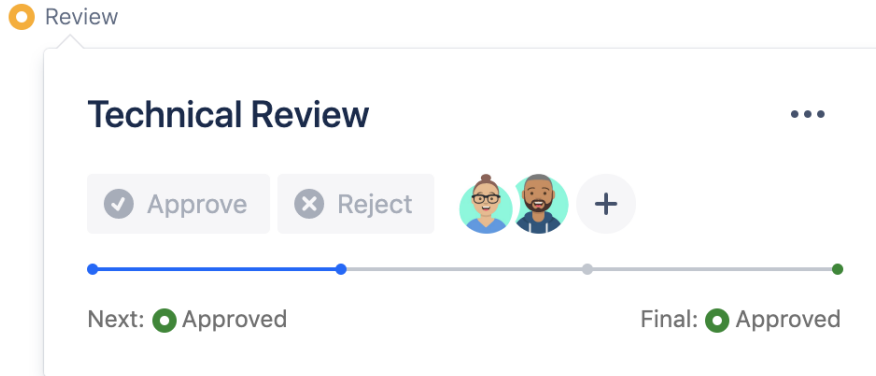 Review
Technical Review
Approve Reject
Next: Approved Final: Approved